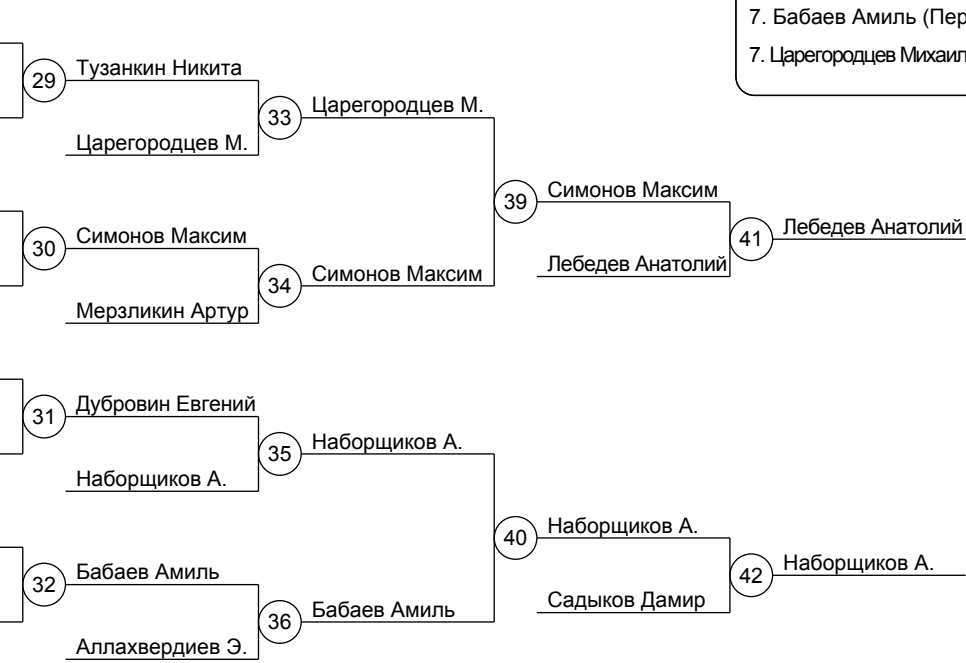 7. Бабаев Амиль (Пер
7. Царегородцев Михаил
29 Тузанкин Никита
33 Царегородцев М.
Царегородцев М.
39 Симонов Максим
41 Лебедев Анатолий
30 Симонов Максим
Лебедев Анатолий
34 Симонов Максим
Мерзликин Артур
31 Дубровин Евгений
35 Наборщиков А.
Наборщиков А.
40 Наборщиков А.
42 Наборщиков А.
32 Бабаев Амиль
Садыков Дамир
36 Бабаев Амиль
Аллахвердиев Э.